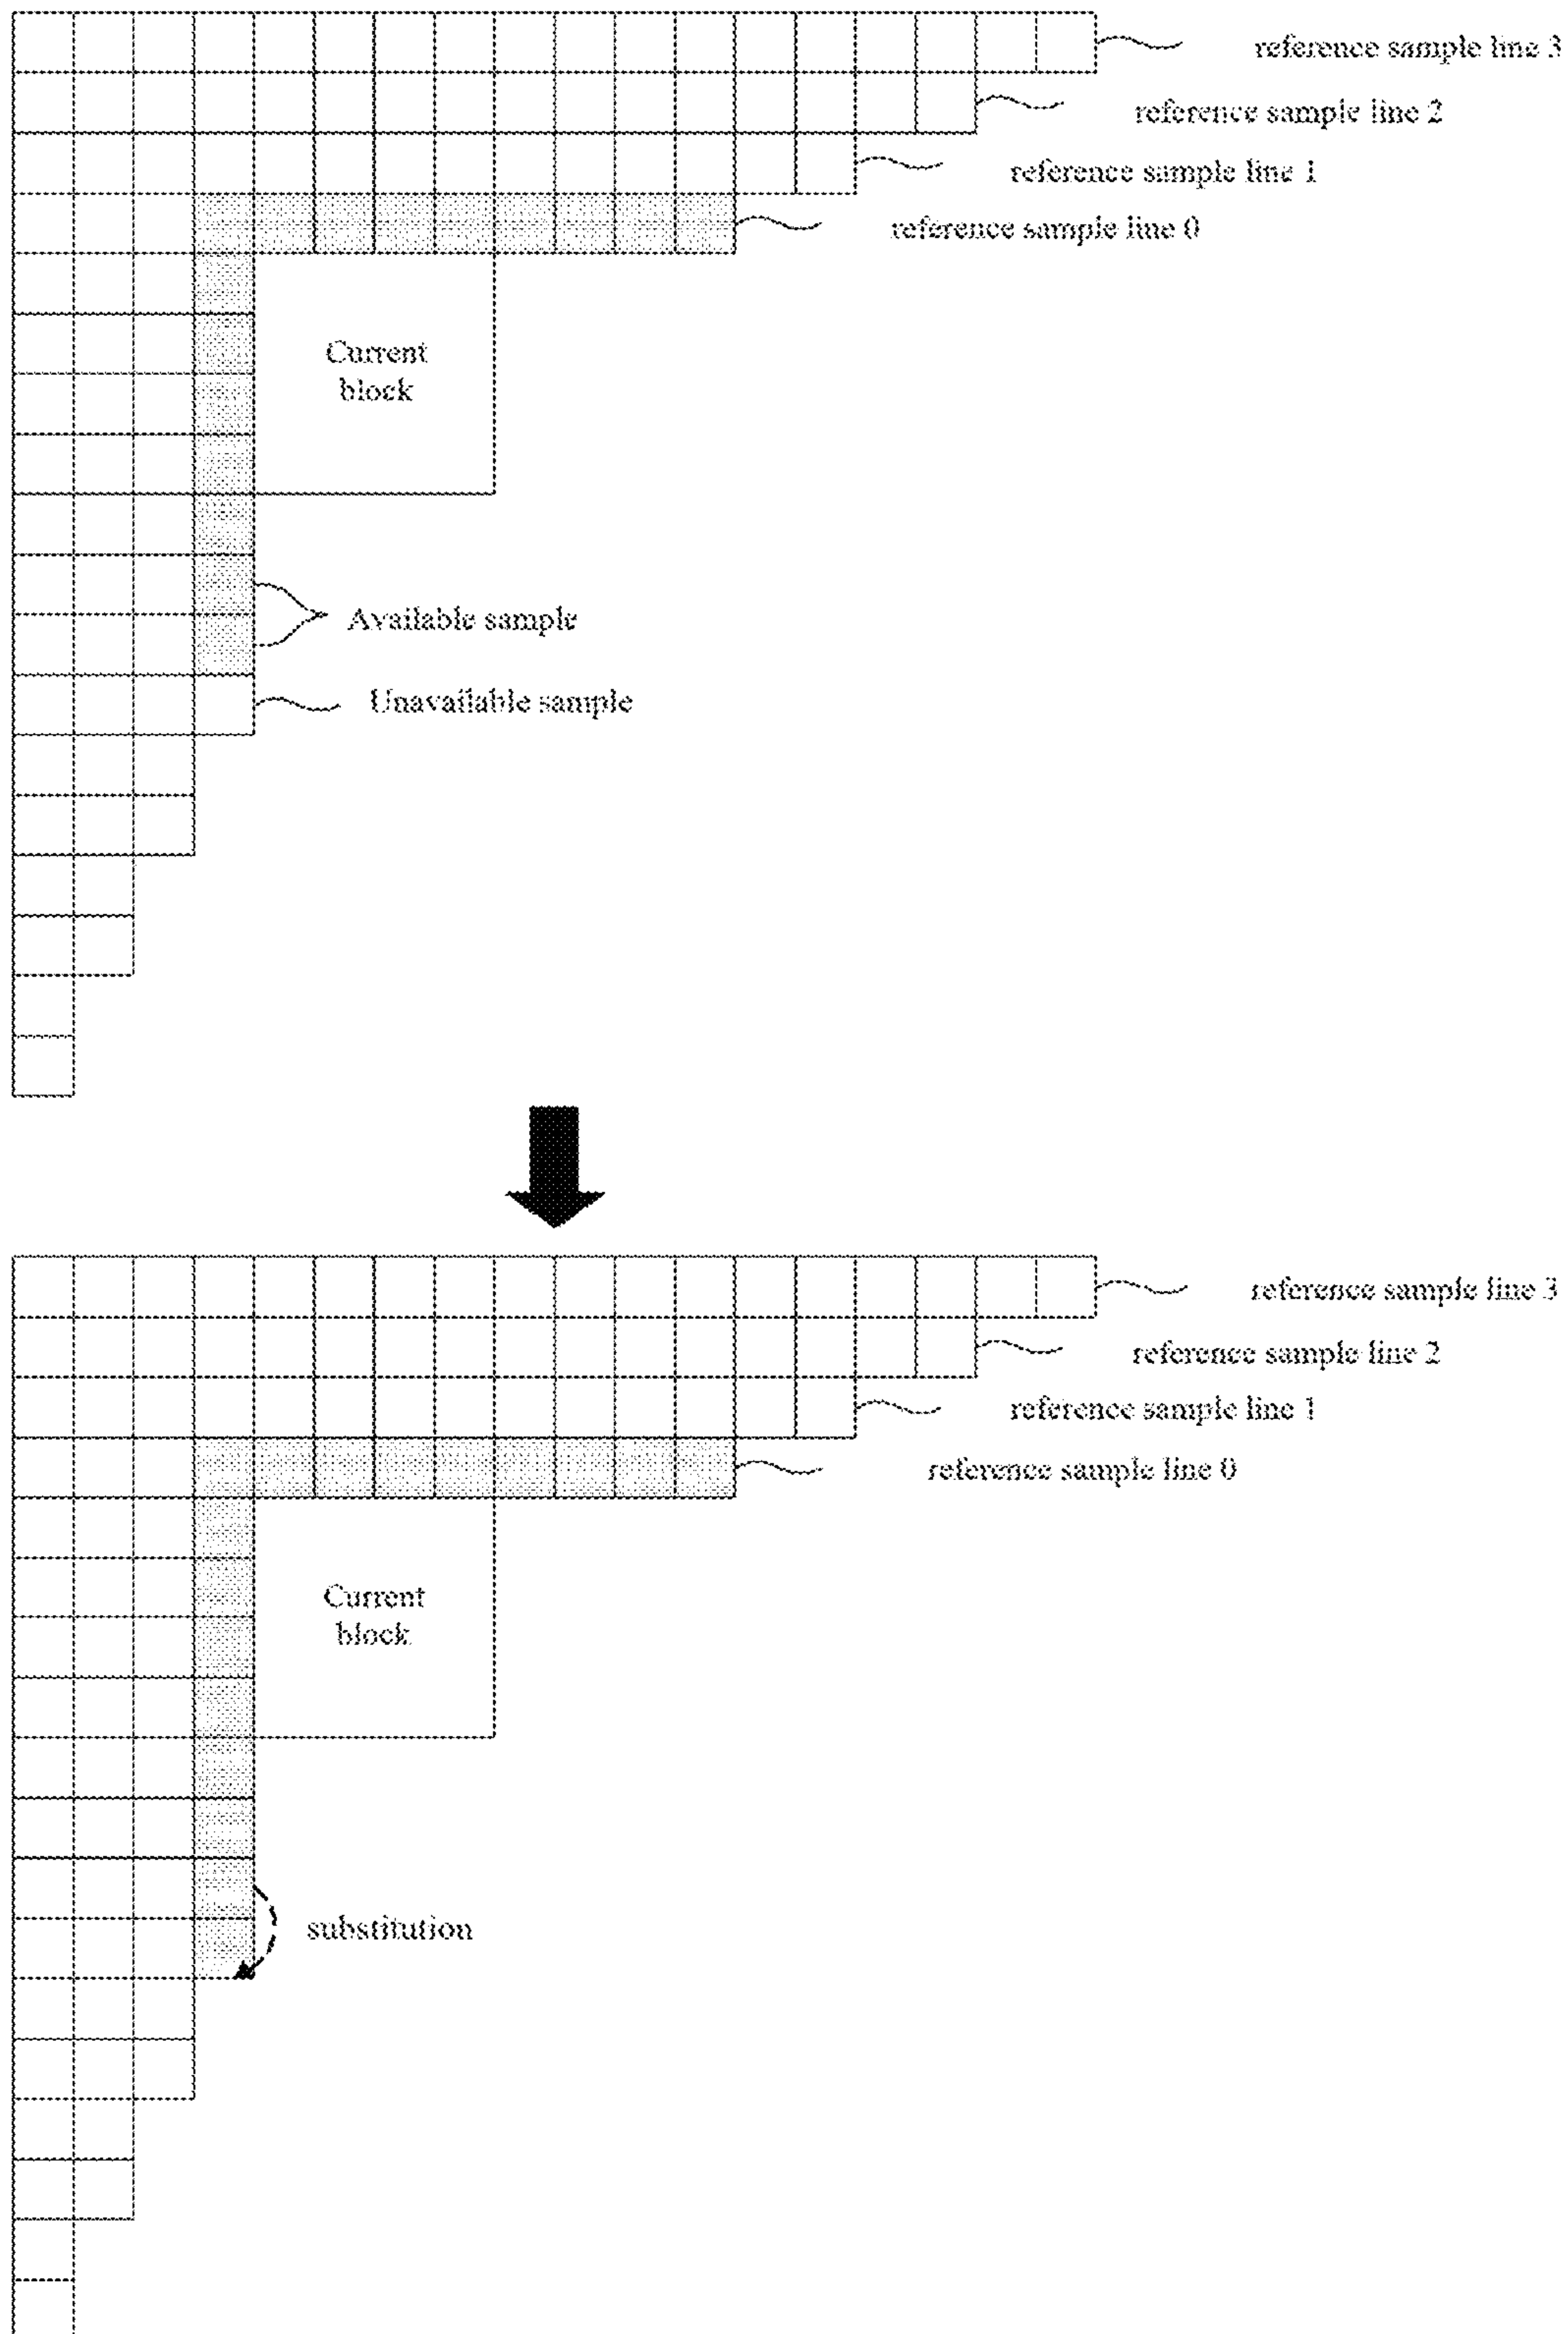 reference sample line 3
reference sample line 2
reference sample line 1
reference sample line 0
Current
block
Available sample
Unavailable sample
reference sample line 3
reference sample line 2
reference sample line 1
reference sample line 0
Current
block
substitution